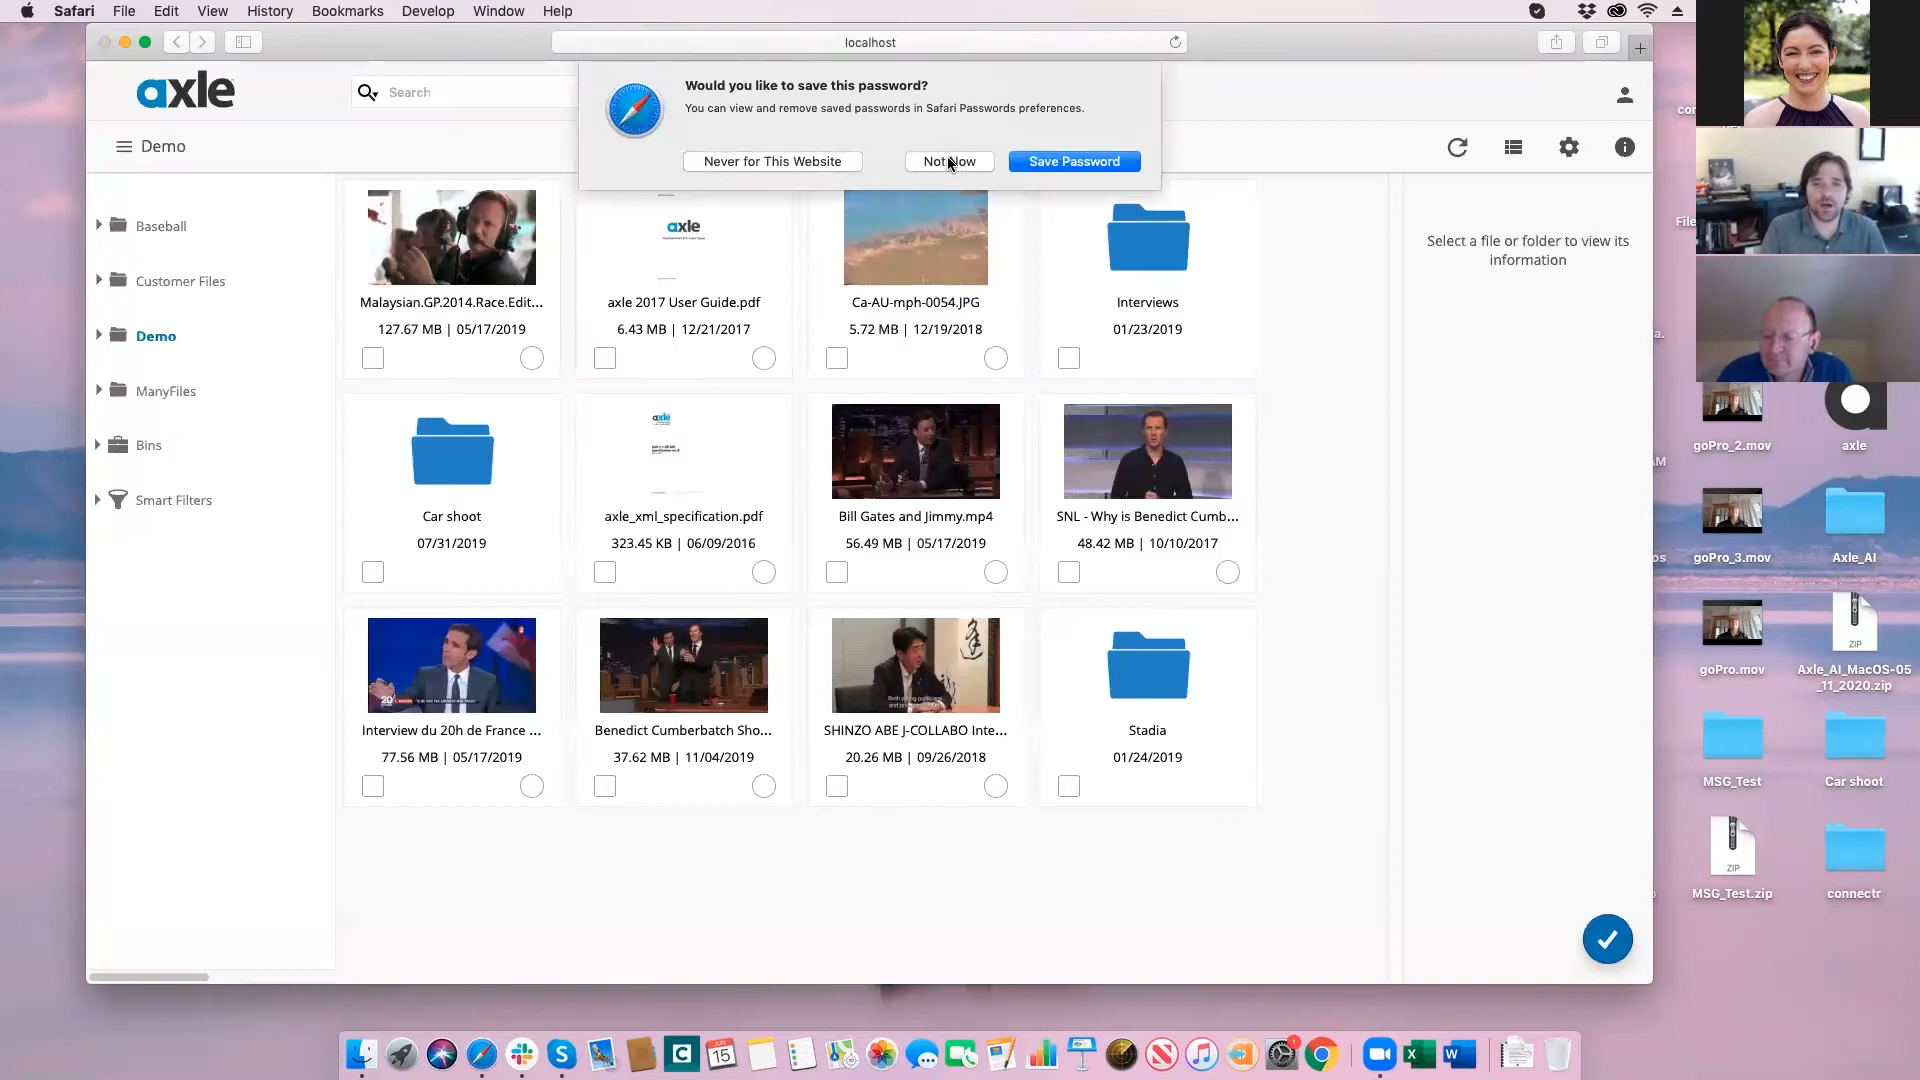 Safari File Edit View History Bookmarks Develop Window Help
localhost
axle
Search
Would you like to save this password?
You can view and remove saved passwords in Safari Passwords preferences.
Never for This Website
Not Now
Save Password
Demo
Baseball
Customer Files
Demo
ManyFiles
Bins
Smart Filters
Malaysian.GP.2014.Race.Edit...
127.67 MB | 05/17/2019
axle
axle 2017 User Guide.pdf
6.43 MB | 12/21/2017
Ca-AU-mph-0054.JPG
5.72 MB | 12/19/2018
Interviews
01/23/2019
Car shoot
07/31/2019
axle
axle_xml_specification.pdf
323.45 KB | 06/09/2016
Bill Gates and Jimmy.mp4
56.49 MB | 05/17/2019
SNL - Why is Benedict Cumb...
48.42 MB | 10/10/2017
Interview du 20h de France ...
77.56 MB | 05/17/2019
Benedict Cumberbatch Sho...
37.62 MB | 11/04/2019
SHINZO ABE J-COLLABO Inte...
20.26 MB | 09/26/2018
Stadia
01/24/2019
Select a file or folder to view its
information
goPro_2.mov
axle
goPro_3.mov
Axle_AI
ZIP
goPro.mov
Axle_AI_MacOS-05
_11_2020.zip
MSG_Test
Car shoot
ZIP
MSG_Test.zip
connectr
JUN
15